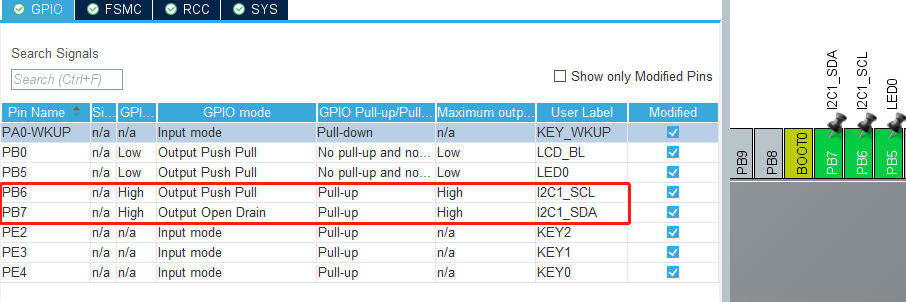 GPIO FSMC RCC SYS
Search Signals
Search (Ctrl+F)
Show only Modified Pins
Pin Name Si... GPI... GPIO mode GPIO Pull-up/Pull... Maximum outp... User Label Modified
PA0-WKUP n/a n/a Input mode Pull-down n/a KEY_WKUP
PB0 n/a Low Output Push Pull No pull-up and no... Low LCD_BL
PB5 n/a Low Output Push Pull No pull-up and no... Low LED0
PB6 n/a High Output Push Pull Pull-up High I2C1_SCL
PB7 n/a High Output Open Drain Pull-up High I2C1_SDA
PE2 n/a n/a Input mode Pull-up n/a KEY2
PE3 n/a n/a Input mode Pull-up n/a KEY1
PE4 n/a n/a Input mode Pull-up n/a KEY0
I2C1_SDA
I2C1_SCL
LED0
PB9
PB8
BOOT0
PB7
PB6
PB5